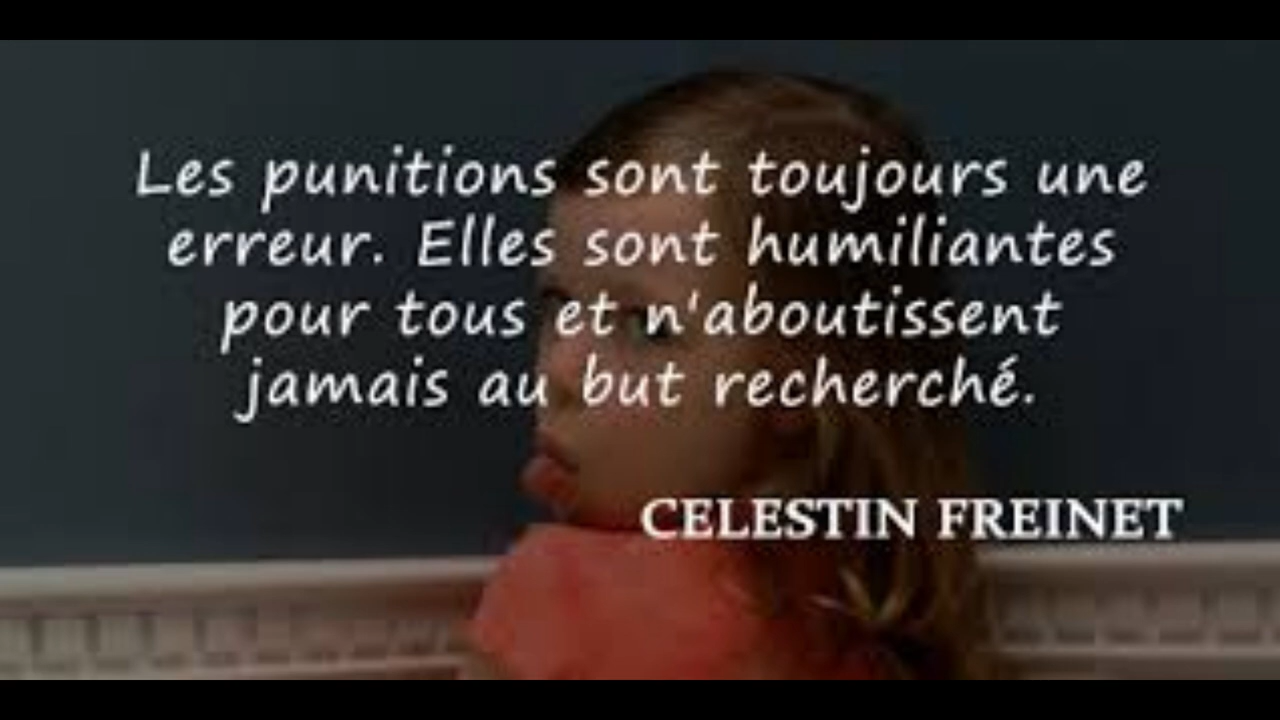 Les punitions sont toujours une
erreur. Elles sont humiliantes
pour tous et n'aboutissent
jamais au but recherché.
CELESTIN FREINET